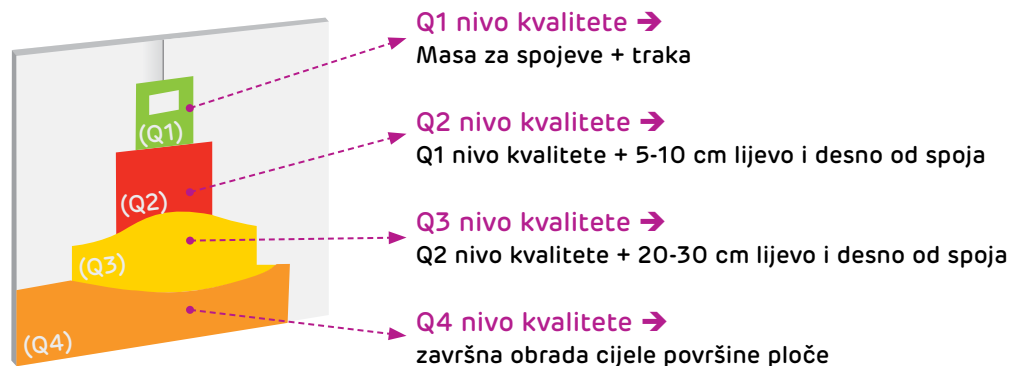 Q1 nivo kvalitete ➔
Masa za spojeve + traka
(Q1)
Q2 nivo kvalitete ➔
Q1 nivo kvalitete + 5-10 cm lijevo i desno od spoja
(Q2)
Q3 nivo kvalitete ➔
Q2 nivo kvalitete + 20-30 cm lijevo i desno od spoja
(Q3)
Q4 nivo kvalitete ➔
završna obrada cijele površine ploče
(Q4)